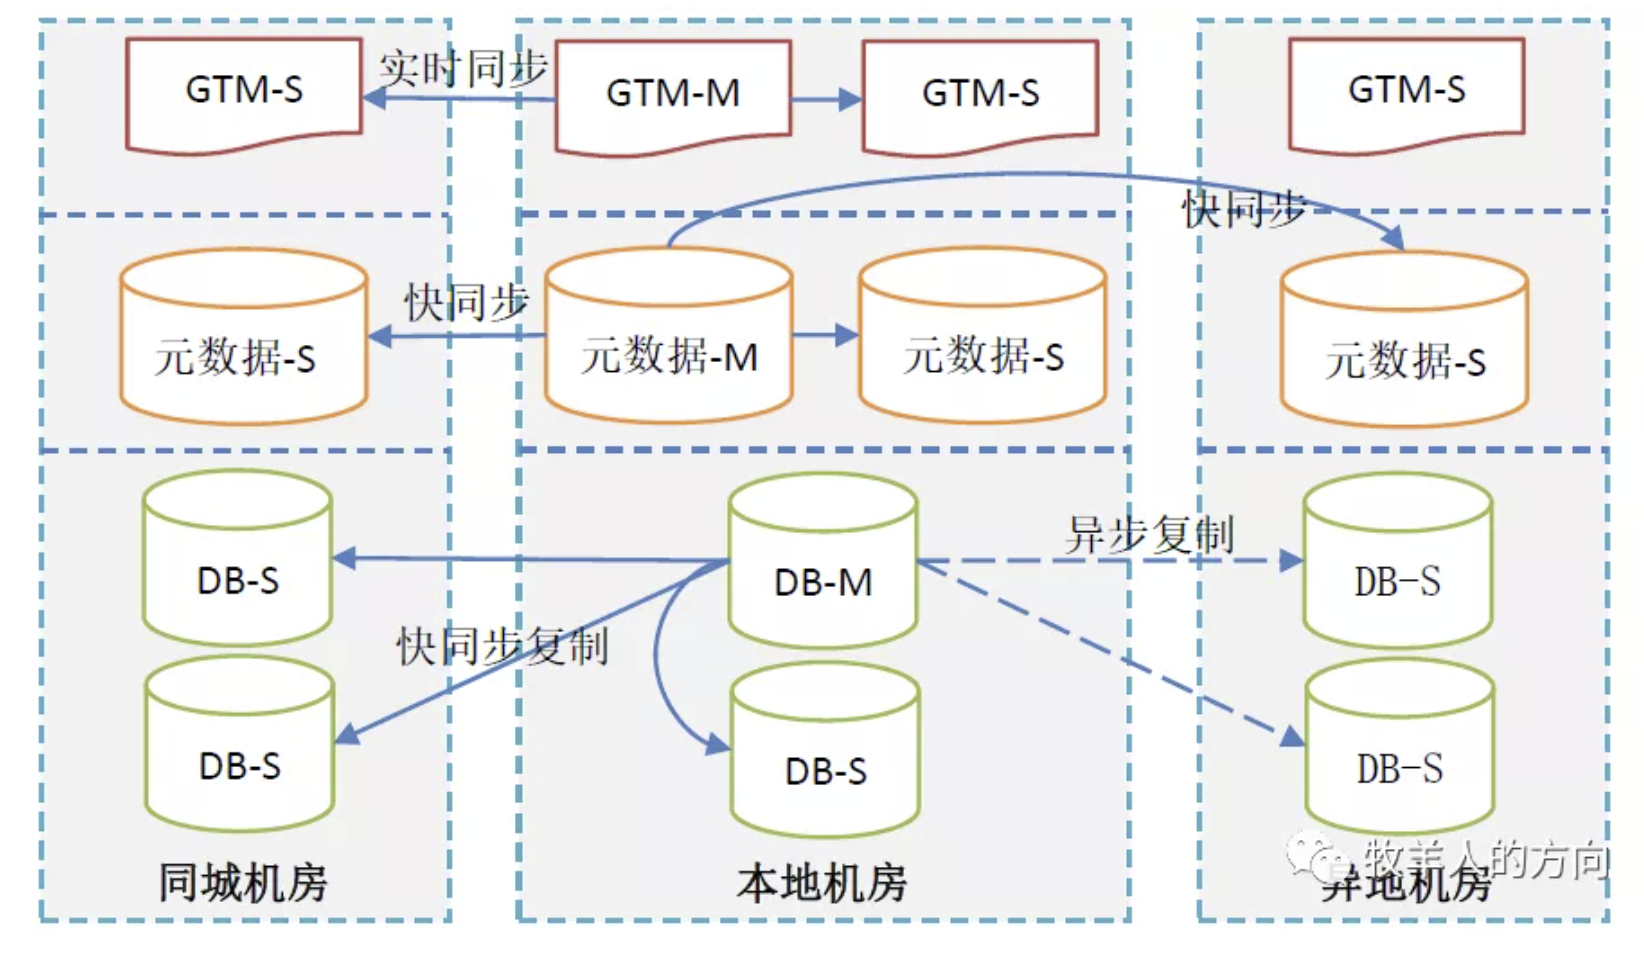 GTM-S
实时同步
GTM-M
GTM-S
GTM-S
快同步
元数据-S
快同步
元数据-M
元数据-S
元数据-S
DB-S
DB-M
异步复制
DB-S
快同步复制
DB-S
DB-S
DB-S
同城机房
本地机房
异地机房
牧羊人的方向